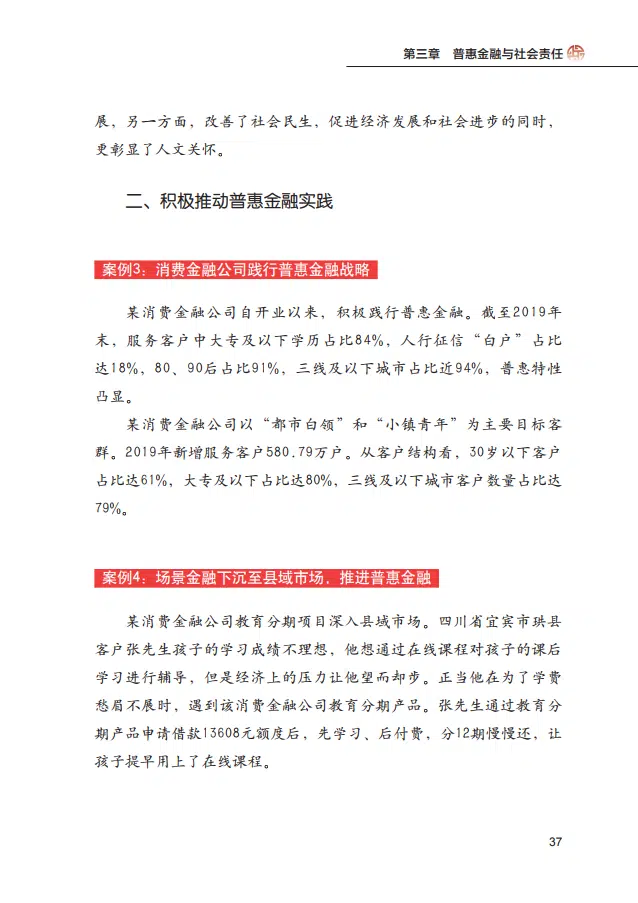 第三章 普惠金融与社会责任
展，另一方面，改善了社会民生，促进经济发展和社会进步的同时，
更彰显了人文关怀。
二、积极推动普惠金融实践
案例3：消费金融公司践行普惠金融战略
某消费金融公司自开业以来，积极践行普惠金融。截至2019年
末，服务客户中大专及以下学历占比84%，人行征信“白户”占比
达18%，80、90后占比91%，三线及以下城市占比近94%，普惠特性
凸显。
某消费金融公司以“都市白领”和“小镇青年”为主要目标客
群。2019年新增服务客户580.79万户。从客户结构看，30岁以下客户
占比达61%，大专及以下占比达80%，三线及以下城市客户数量占比达
79%。
案例4：场景金融下沉至县域市场，推进普惠金融
某消费金融公司教育分期项目深入县域市场。四川省宜宾市珙县
客户张先生孩子的学习成绩不理想，他想通过在线课程对孩子的课后
学习进行辅导，但是经济上的压力让他望而却步。正当他在为了学费
愁眉不展时，遇到该消费金融公司教育分期产品。张先生通过教育分
期产品申请借款13608元额度后，先学习、后付费，分12期慢慢还，让
孩子提早用上了在线课程。
37